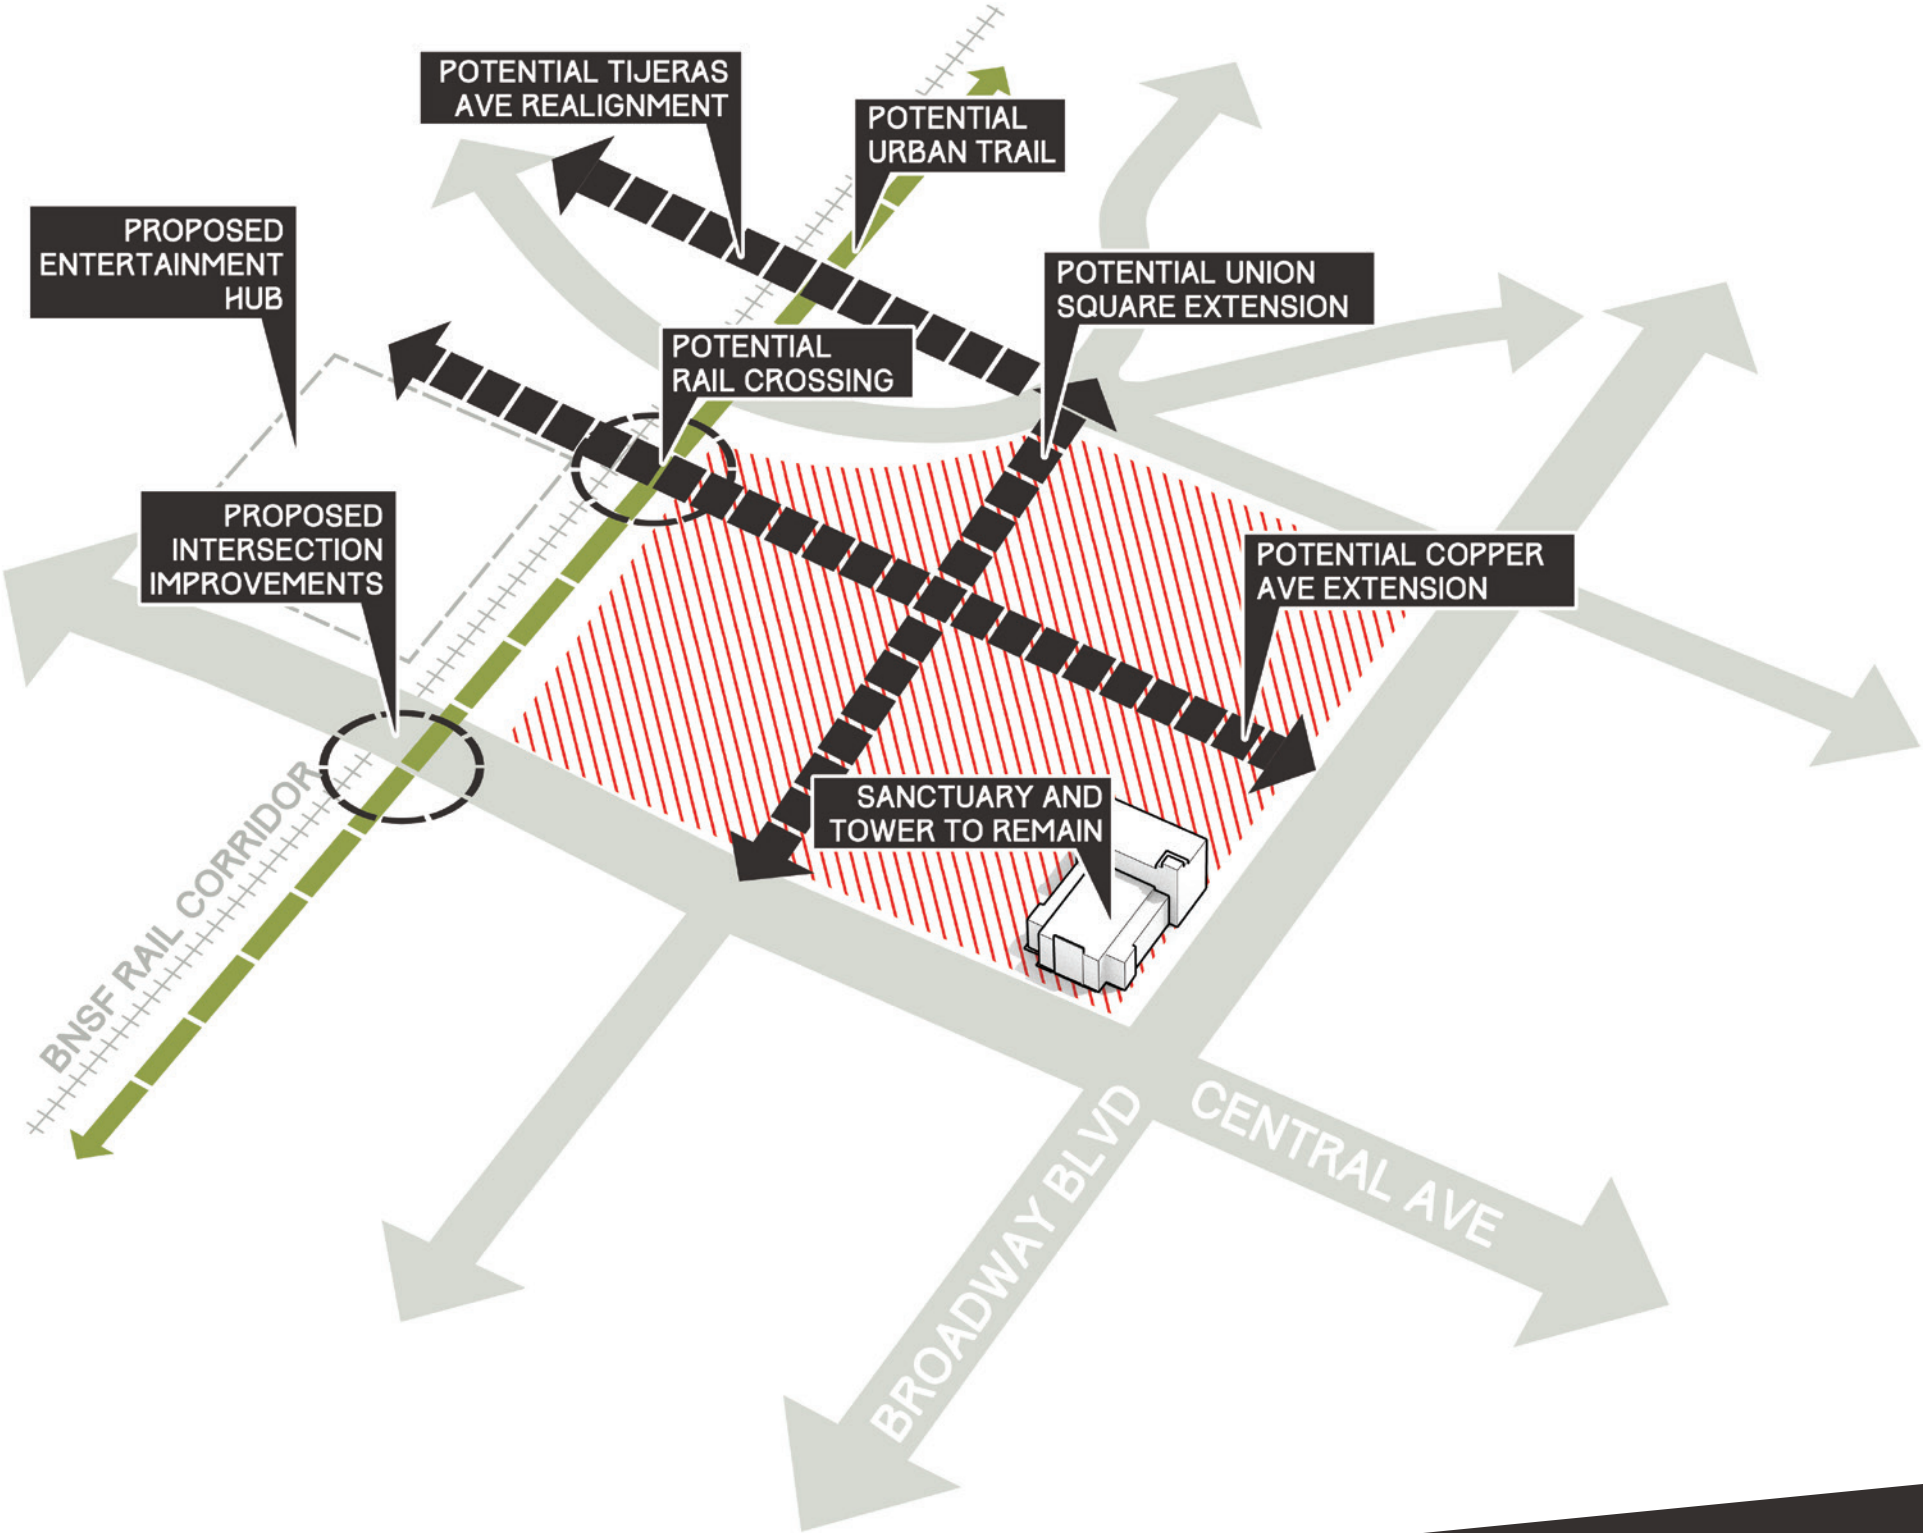 POTENTIAL TIJERAS
AVE REALIGNMENT
POTENTIAL
URBAN TRAIL
PROPOSED
ENTERTAINMENT
HUB
POTENTIAL UNION
SQUARE EXTENSION
POTENTIAL
RAIL CROSSING
PROPOSED
INTERSECTION
IMPROVEMENTS
POTENTIAL COPPER
AVE EXTENSION
SANCTUARY AND
TOWER TO REMAIN
BNSF RAIL CORRIDOR
CENTRAL AVE
BROADWAY BLVD